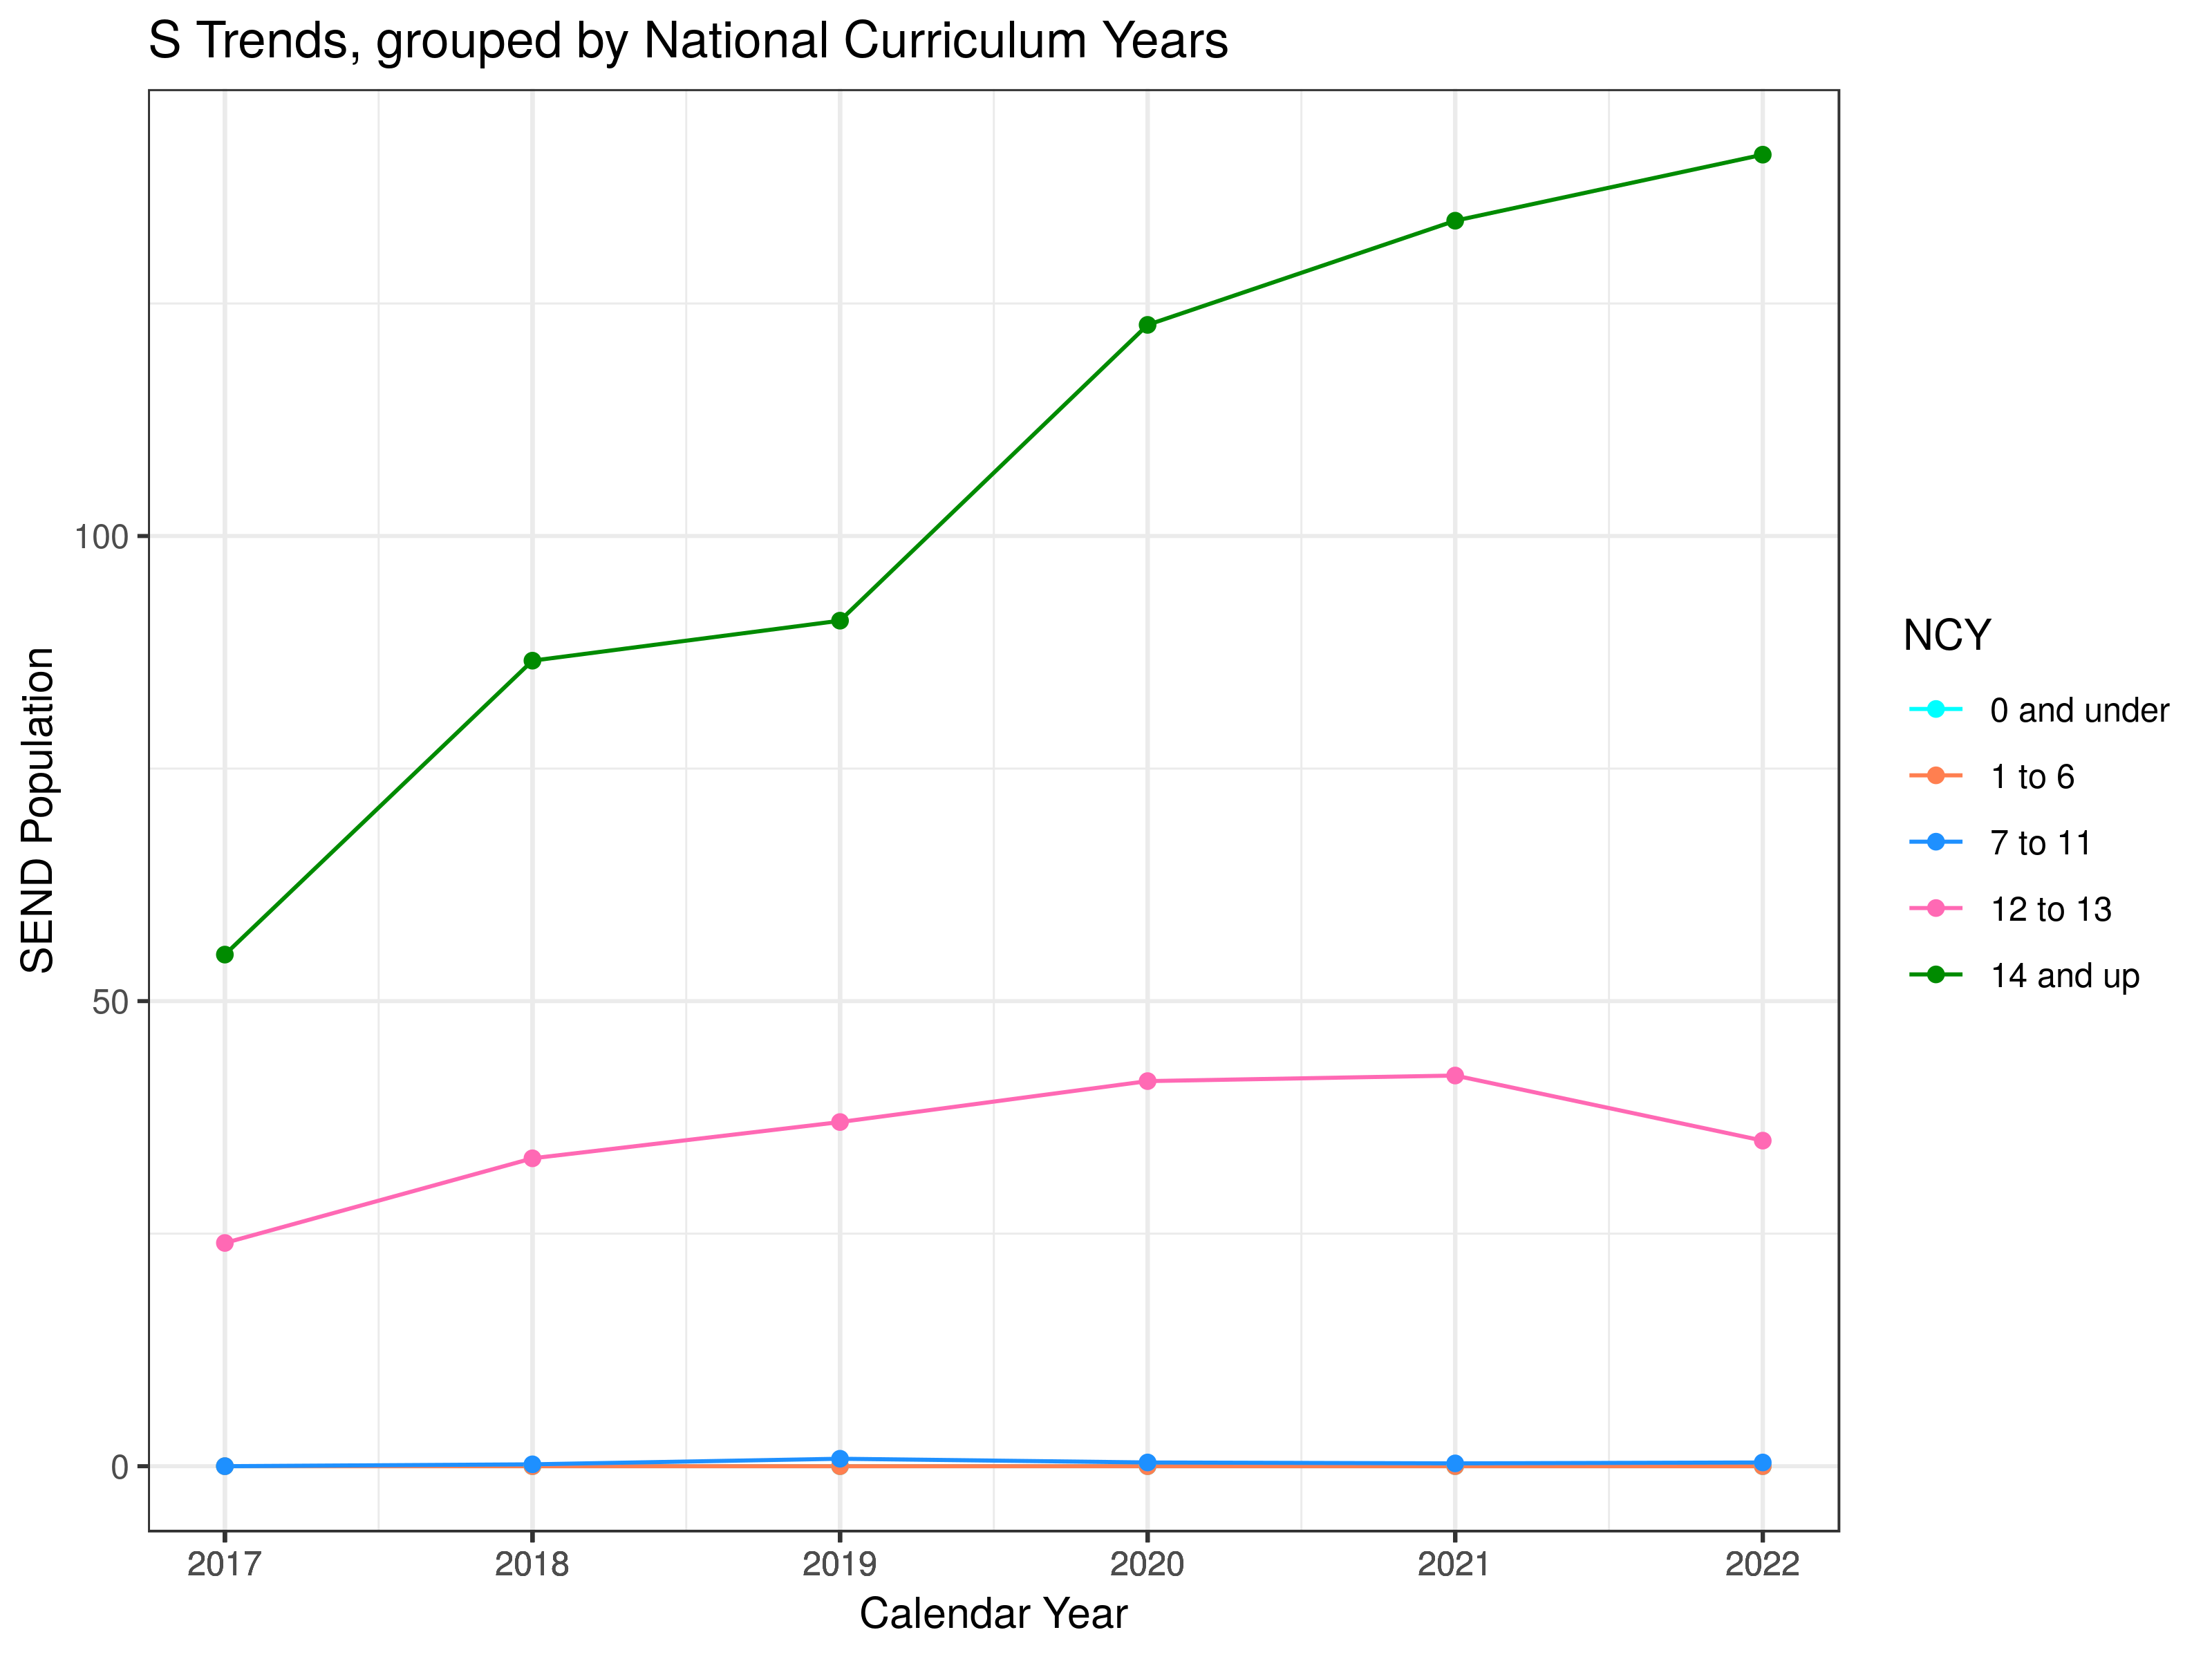 S Trends, grouped by National Curriculum Years
SEND Population
100
50
0
2017 2018 2019 2020 2021 2022
Calendar Year
NCY
0 and under
1 to 6
7 to 11
12 to 13
14 and up